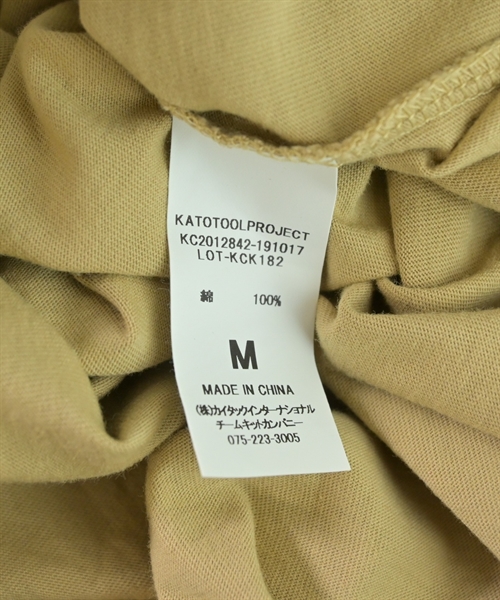 KATOTOOLPROJECT
KC2012842-191017
LOT-KCK182
綿 100%
M
MADE IN CHINA
(株)カイタックインターナショナル
チームキットカンパニー
075-223-3005